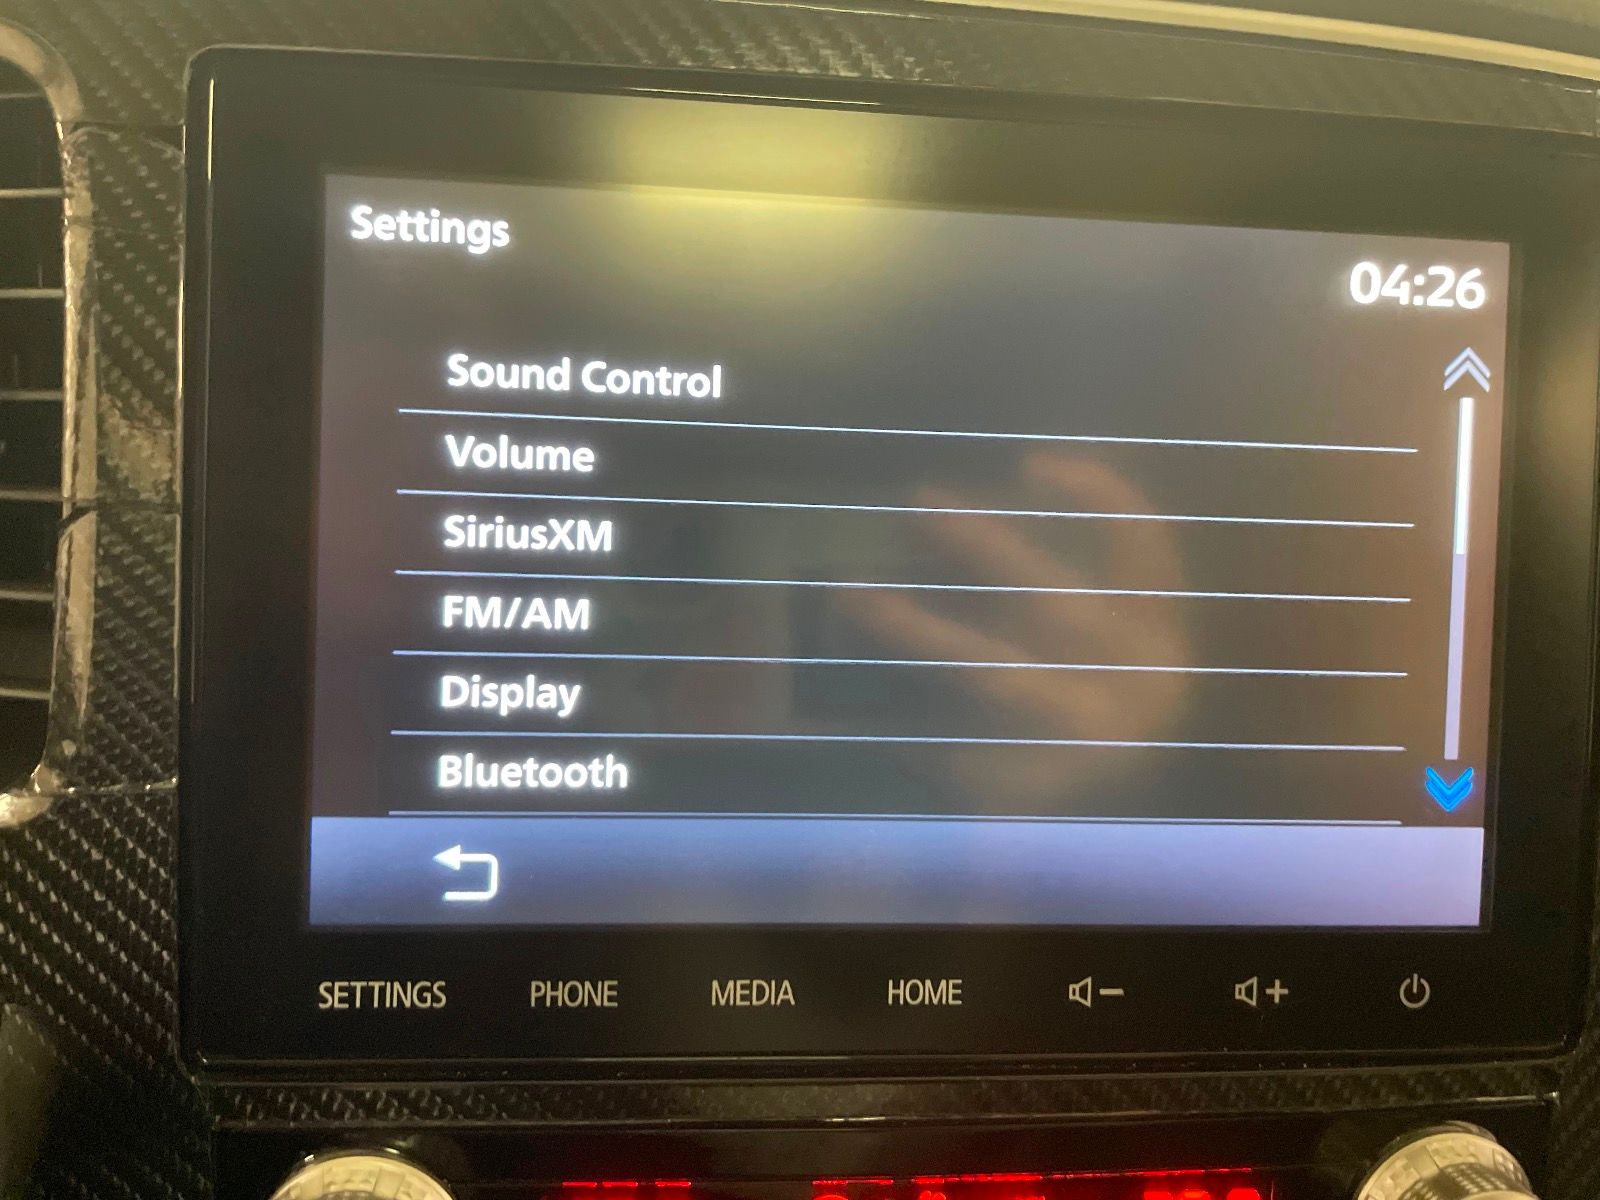 Settings
04:26
Sound Control
Volume
SiriusXM
FM/AM
Display
Bluetooth
SETTINGS PHONE MEDIA HOME